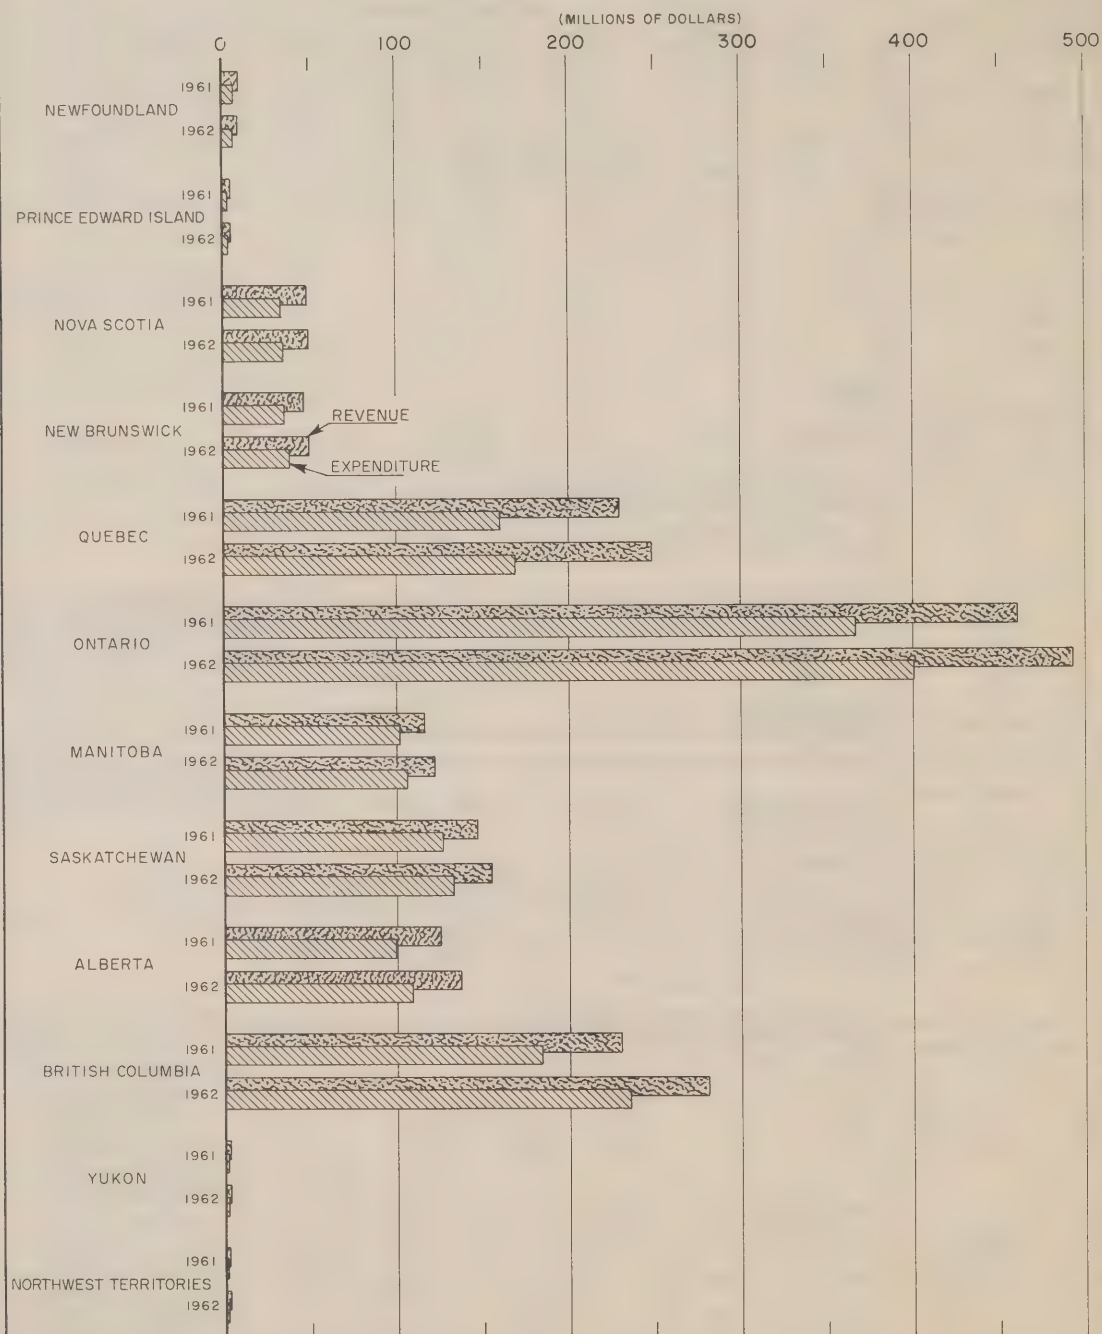 (MILLIONS OF DOLLARS)
0 100 200 300 400 500
1961
NEWFOUNDLAND
1962
1961
PRINCE EDWARD ISLAND
1962
1961
NOVA SCOTIA
1962
1961
REVENUE
NEW BRUNSWICK
1962
EXPENDITURE
1961
QUEBEC
1962
1961
ONTARIO
1962
1961
MANITOBA
1962
1961
SASKATCHEWAN
1962
1961
ALBERTA
1962
1961
BRITISH COLUMBIA
1962
1961
YUKON
1962
1961
NORTHWEST TERRITORIES
1962